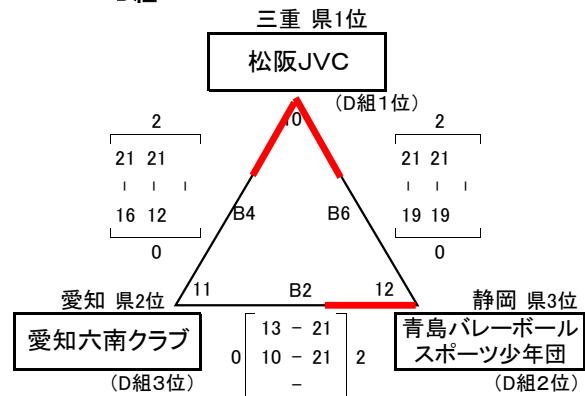 三重 県1位
松阪JVC
(D組1位)
10
2
21 21
- - -
16 12
0
2
21 21
- - -
19 19
0
B4
B6
11
B2
12
愛知 県2位
愛知六南クラブ
(D組3位)
静岡 県3位
青島バレーボール
スポーツ少年団
(D組2位)
13 - 21
0 10 - 21 2
-